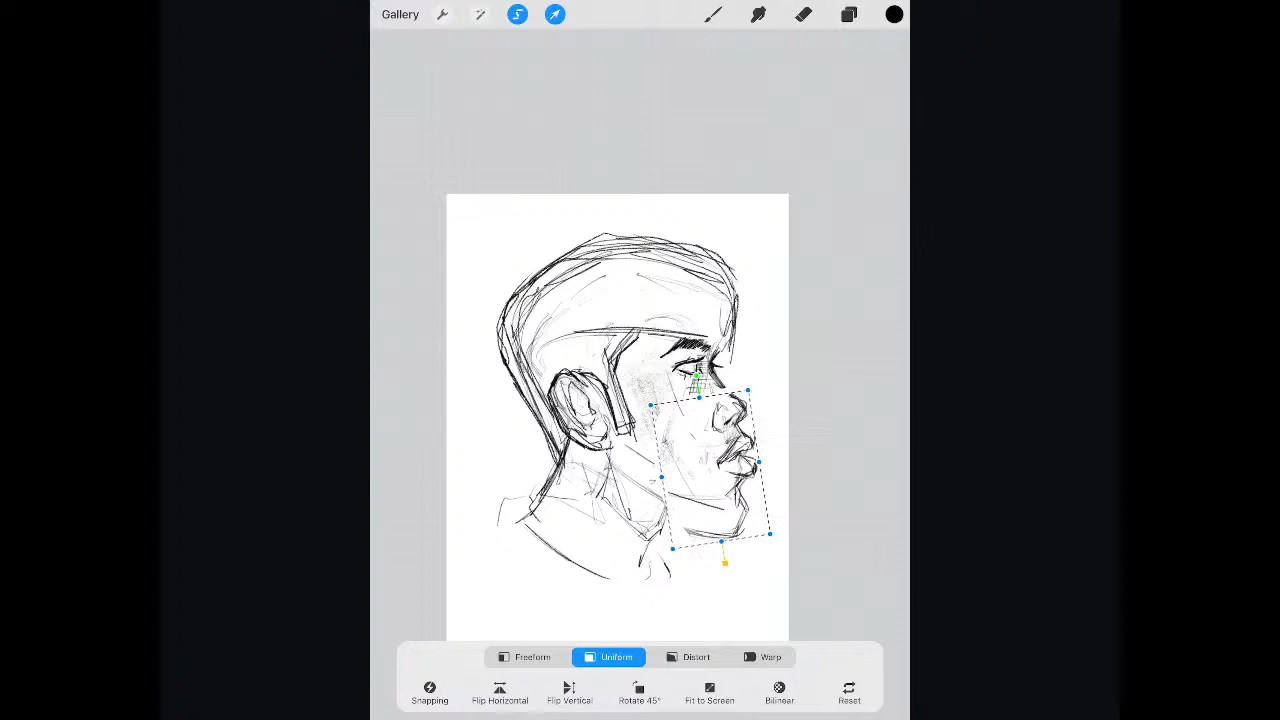 Gallery
Freeform Uniform Distort Warp
Snapping Flip Horizontal Flip Vertical Rotate 45° Fit to Screen Bilinear Reset